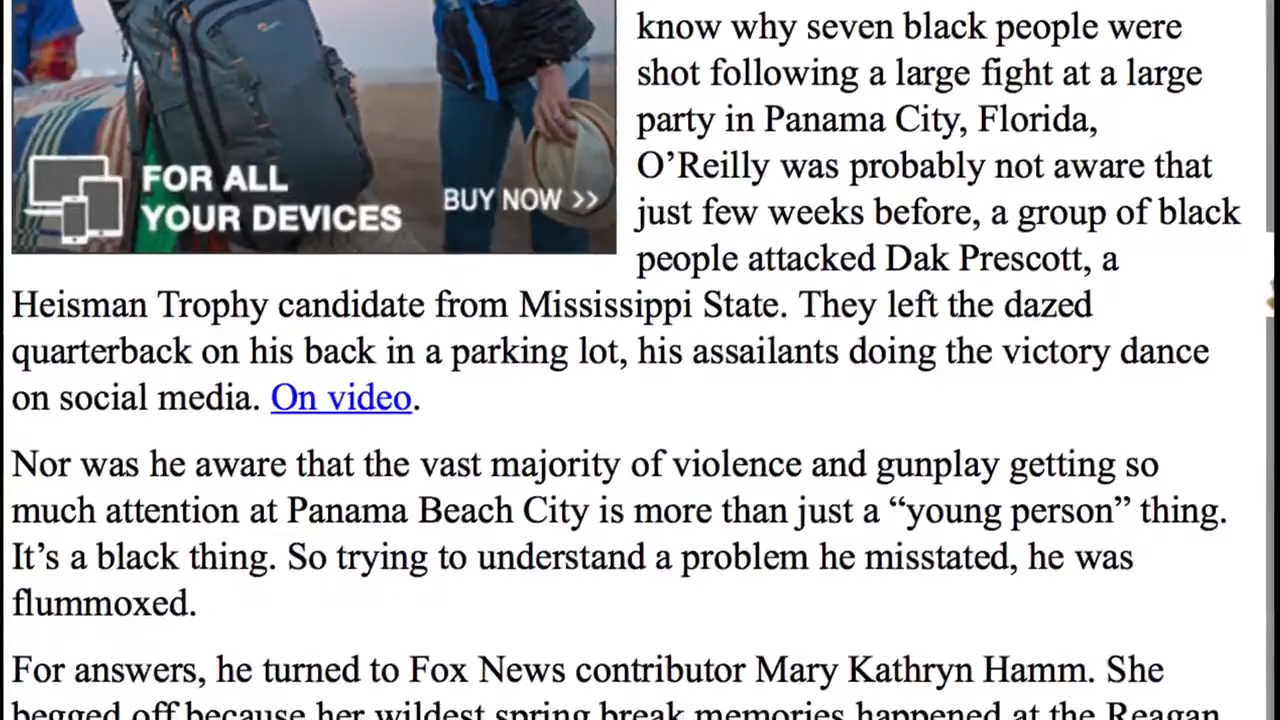 know why seven black people were
shot following a large fight at a large
party in Panama City, Florida,
O’Reilly was probably not aware that
just few weeks before, a group of black
people attacked Dak Prescott, a
FOR ALL
YOUR DEVICES
BUY NOW >>
Heisman Trophy candidate from Mississippi State. They left the dazed
quarterback on his back in a parking lot, his assailants doing the victory dance
on social media. On video.
Nor was he aware that the vast majority of violence and gunplay getting so
much attention at Panama Beach City is more than just a “young person” thing.
It’s a black thing. So trying to understand a problem he misstated, he was
flummoxed.
For answers, he turned to Fox News contributor Mary Kathryn Hamm. She
begged off because her wildest spring break memories happened at the Reagan